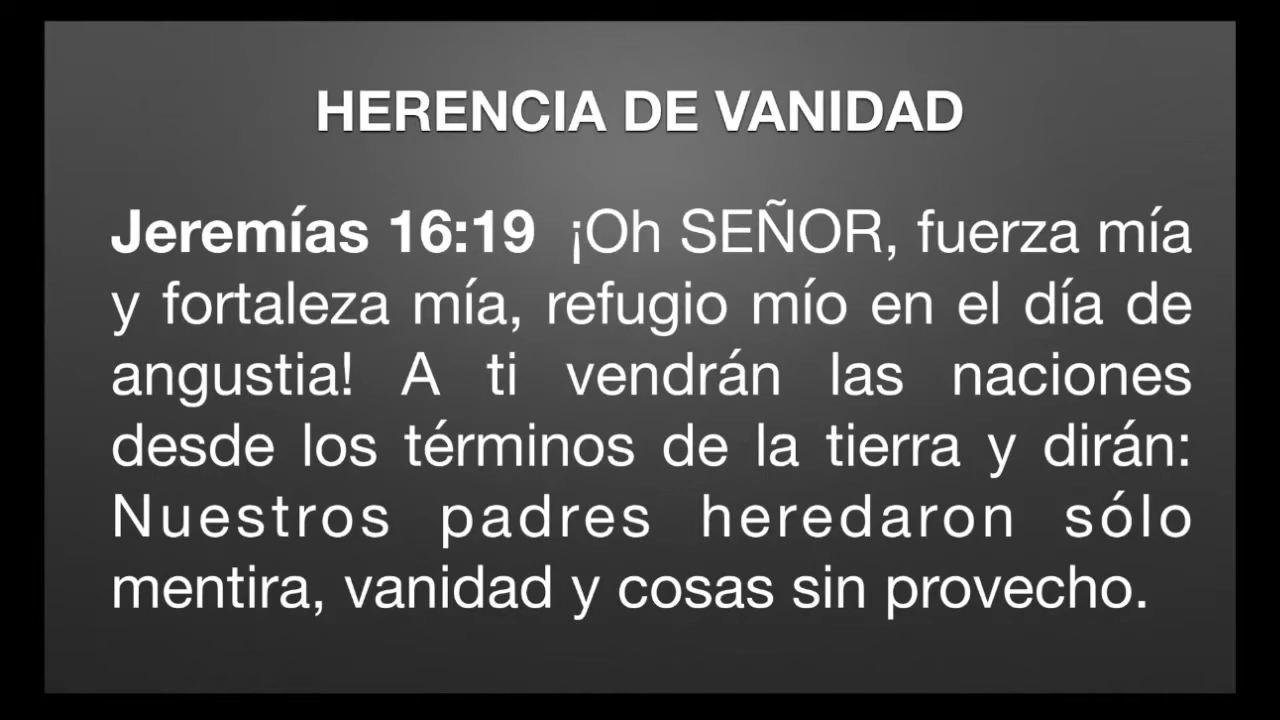 HERENCIA DE VANIDAD
Jeremías 16:19 ¡Oh SEÑOR, fuerza mía
y fortaleza mía, refugio mío en el día de
angustia! A ti vendrán las naciones
desde los términos de la tierra y dirán:
Nuestros padres heredaron sólo
mentira, vanidad y cosas sin provecho.